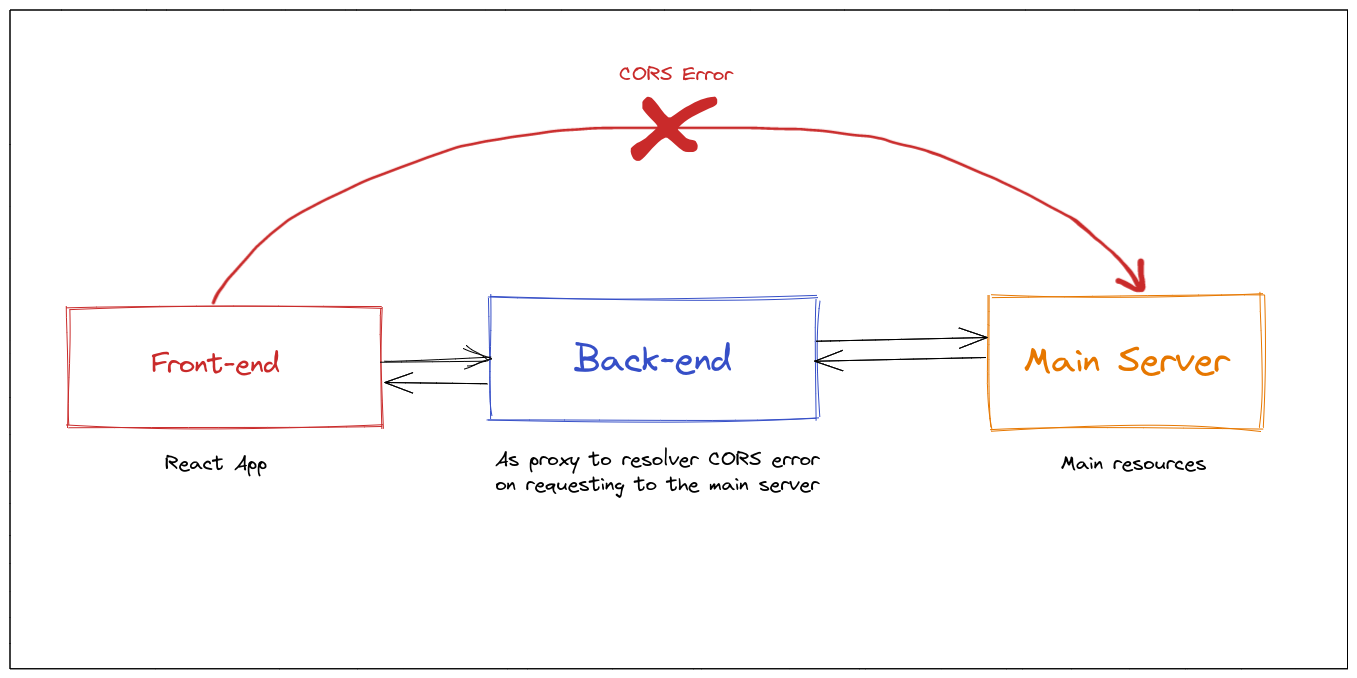 CORS Error
Front-end
Back-end
Main Server
React App
As proxy to resolver CORS error
on requesting to the main server
Main resources